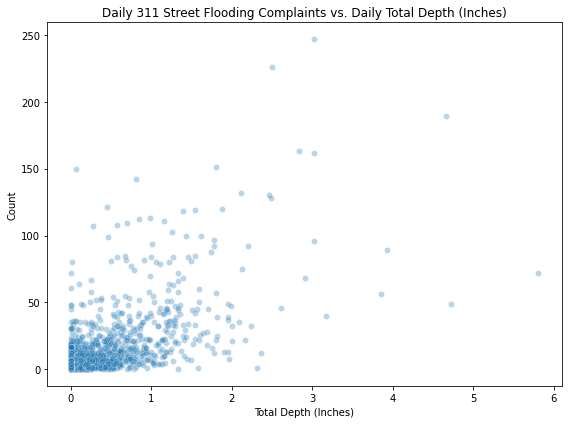 Daily 311 Street Flooding Complaints vs. Daily Total Depth (Inches)
250
200
150
100
50
0
Count
0 1 2 3 4 5 6
Total Depth (Inches)